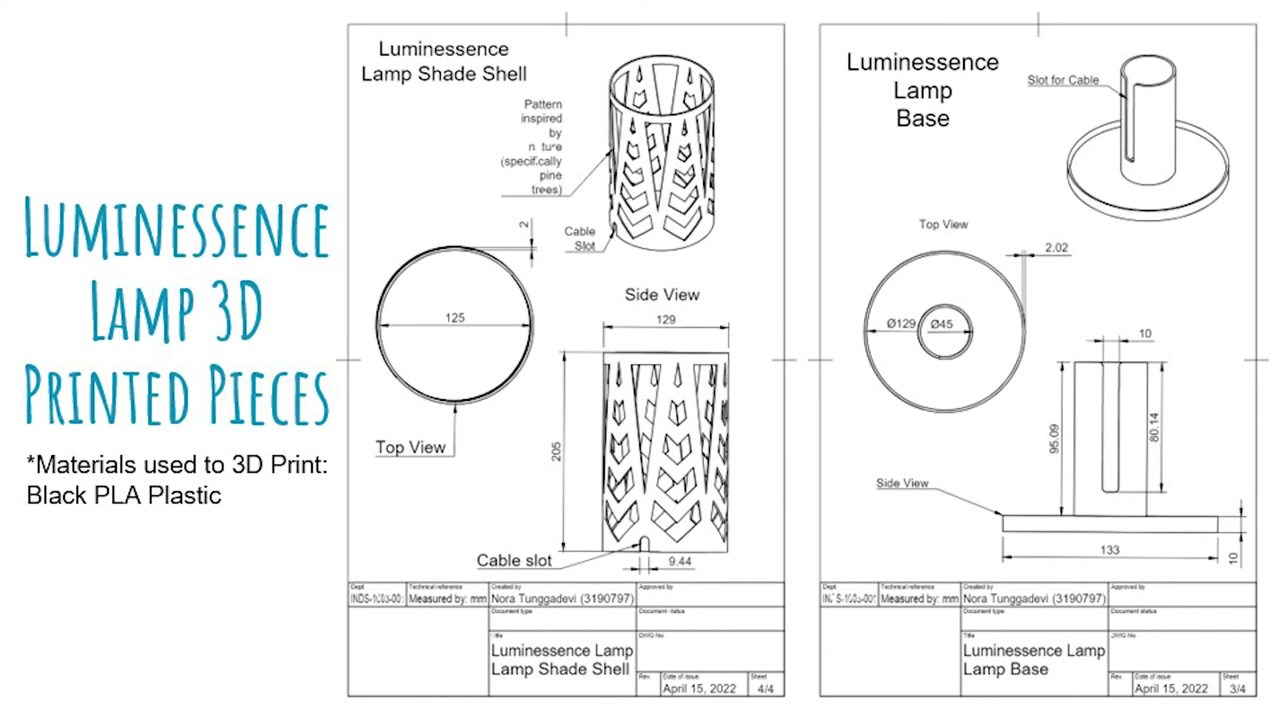 LUMINESSENCE
LAMP 3D
PRINTED PIECES
*Materials used to 3D Print:
Black PLA Plastic
Luminessence
Lamp Shade Shell
Pattern
inspired
by
(specifically
pine
trees)
Cable
Slot
2
125
Top View
Side View
129
205
Cable slot
9.44
Dept.
Technical reference
Created by
Approved by
Measured by: mm
Nora Tunggadevi (3190797)
Document type
Document status
Title
DWG No
Luminessence Lamp
Lamp Shade Shell
Rev.
Date of issue
Sheet
April 15, 2022
4/4
Luminessence
Lamp
Base
Slot for Cable
Top View
2.02
Ø129
Ø45
10
95.09
80.14
Side View
133
10
Dept.
Technical reference
Created by
Approved by
Measured by: mm
Nora Tunggadevi (3190797)
Document type
Document status
Title
DWG No
Luminessence Lamp
Lamp Base
Rev.
Date of issue
Sheet
April 15, 2022
3/4